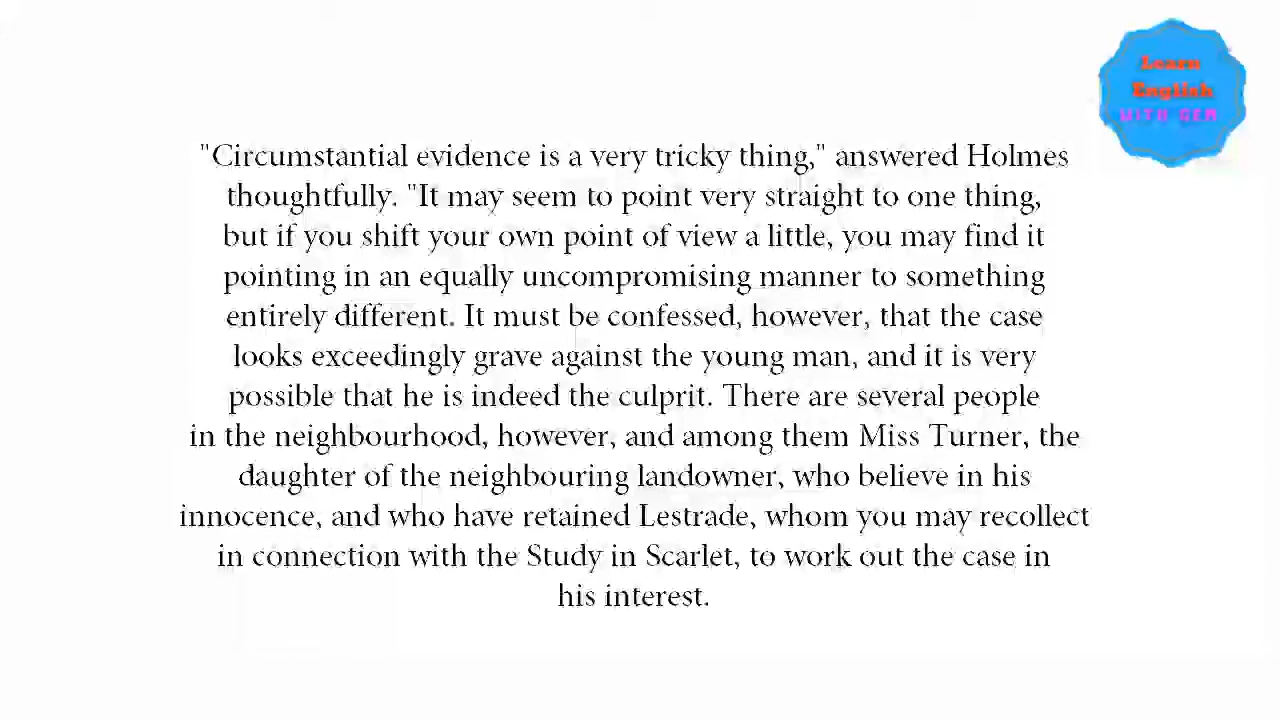 Learn
English
WITH GEM
"Circumstantial evidence is a very tricky thing," answered Holmes
thoughtfully. "It may seem to point very straight to one thing,
but if you shift your own point of view a little, you may find it
pointing in an equally uncompromising manner to something
entirely different. It must be confessed, however, that the case
looks exceedingly grave against the young man, and it is very
possible that he is indeed the culprit. There are several people
in the neighbourhood, however, and among them Miss Turner, the
daughter of the neighbouring landowner, who believe in his
innocence, and who have retained Lestrade, whom you may recollect
in connection with the Study in Scarlet, to work out the case in
his interest.